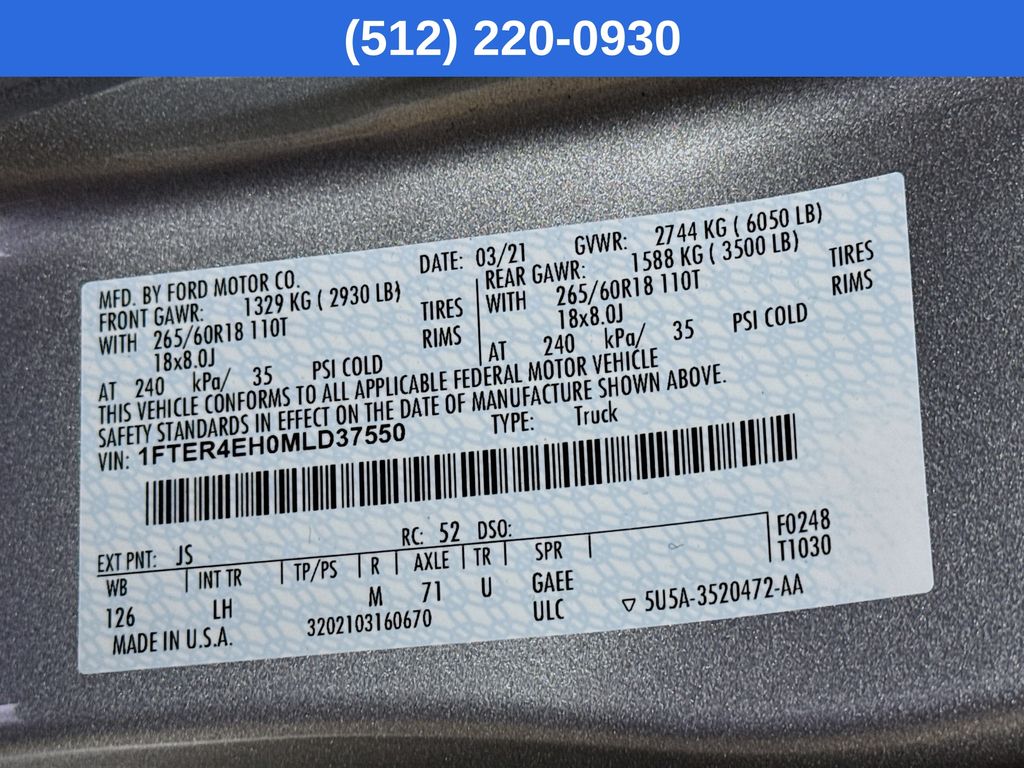 (512) 220-0930
MFD. BY FORD MOTOR CO.
DATE: 03/21
GVWR: 2744 KG ( 6050 LB)
FRONT GAWR: 1329 KG ( 2930 LB)
REAR GAWR: 1588 KG ( 3500 LB)
WITH 265/60R18 110T TIRES
WITH 265/60R18 110T TIRES
18x8.0J RIMS
18x8.0J RIMS
AT 240 kPa/ 35 PSI COLD
AT 240 kPa/ 35 PSI COLD
THIS VEHICLE CONFORMS TO ALL APPLICABLE FEDERAL MOTOR VEHICLE
SAFETY STANDARDS IN EFFECT ON THE DATE OF MANUFACTURE SHOWN ABOVE.
VIN: 1FTER4EH0MLD37550 TYPE: Truck
EXT PNT: JS RC: 52 DSO: F0248
WB INT TR TP/PS R AXLE TR SPR T1030
126 LH M 71 U GAEE
MADE IN U.S.A. 3202103160670 ULC ▽ 5U5A-3520472-AA